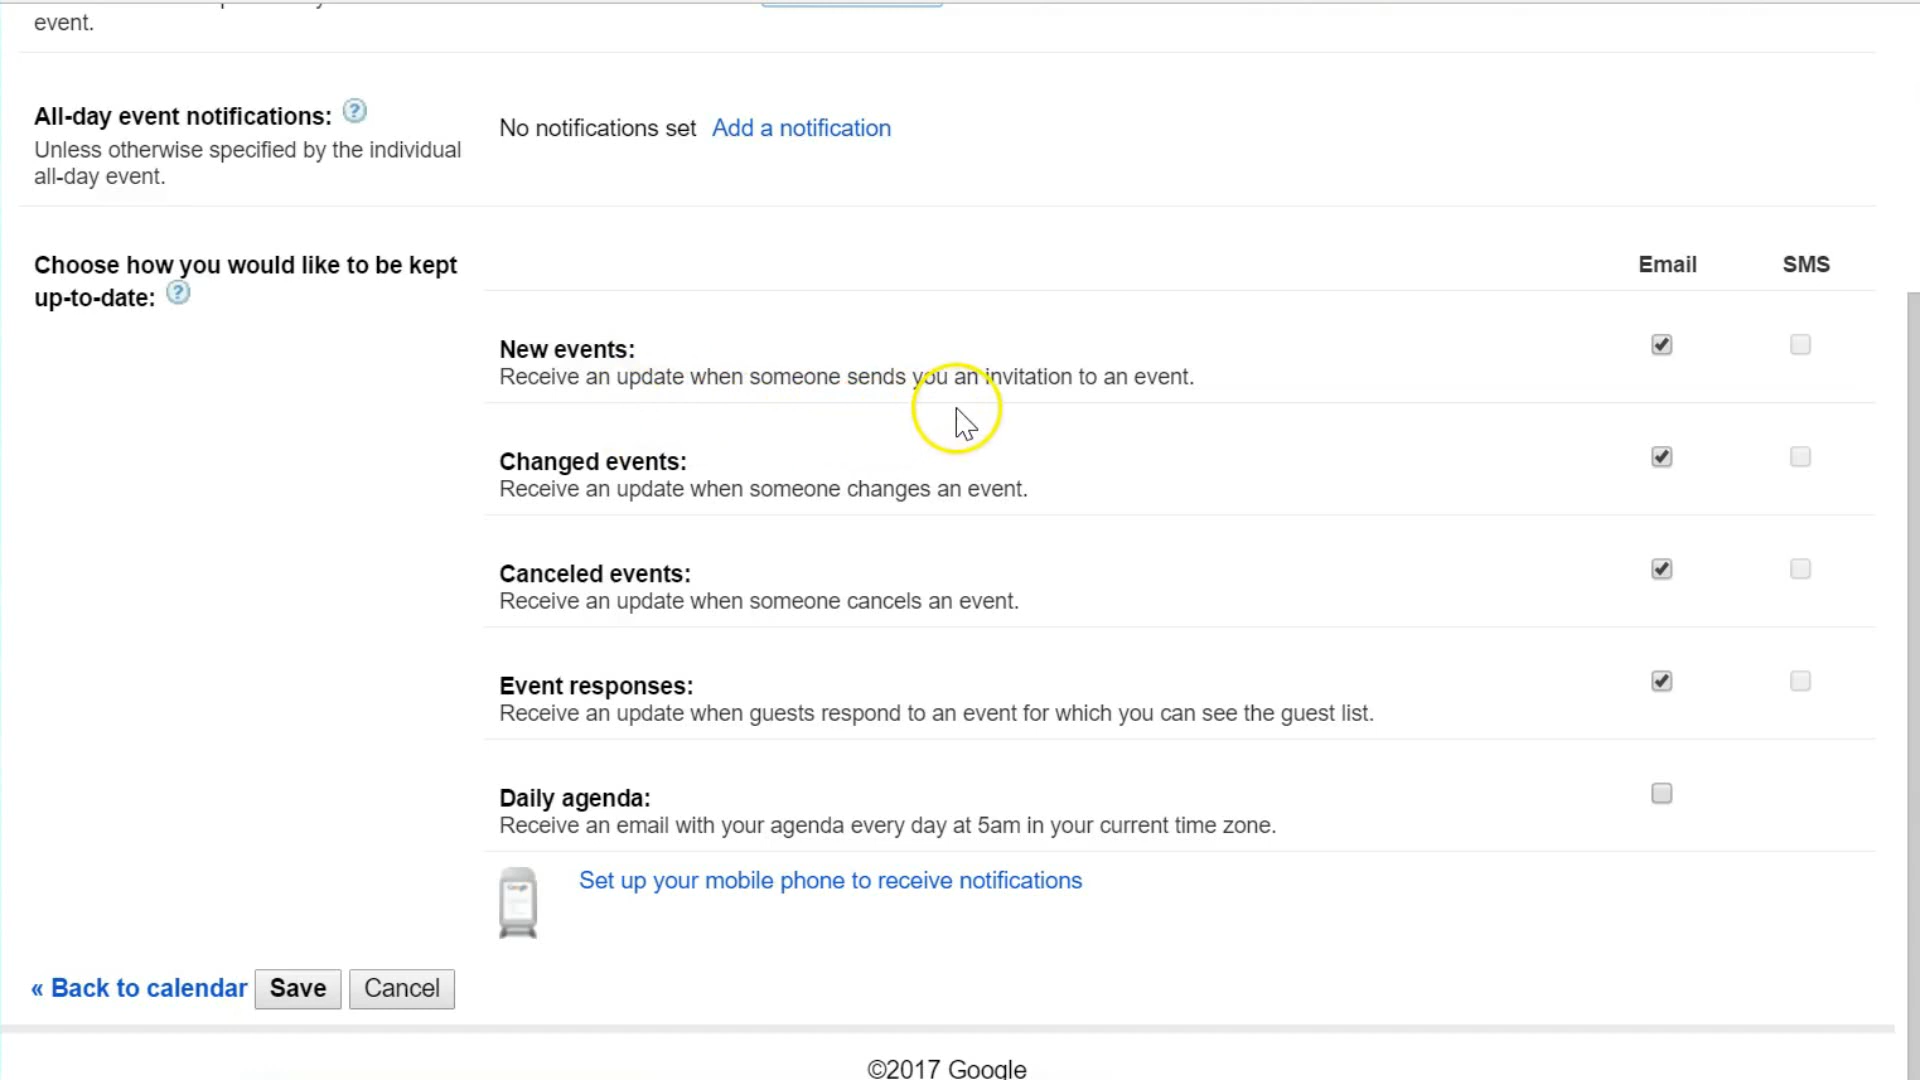 event.
All-day event notifications:
Unless otherwise specified by the individual
all-day event.
No notifications set Add a notification
Choose how you would like to be kept
up-to-date:
Email SMS
New events:
Receive an update when someone sends you an invitation to an event.
Changed events:
Receive an update when someone changes an event.
Canceled events:
Receive an update when someone cancels an event.
Event responses:
Receive an update when guests respond to an event for which you can see the guest list.
Daily agenda:
Receive an email with your agenda every day at 5am in your current time zone.
Google
Set up your mobile phone to receive notifications
« Back to calendar Save Cancel
©2017 Google